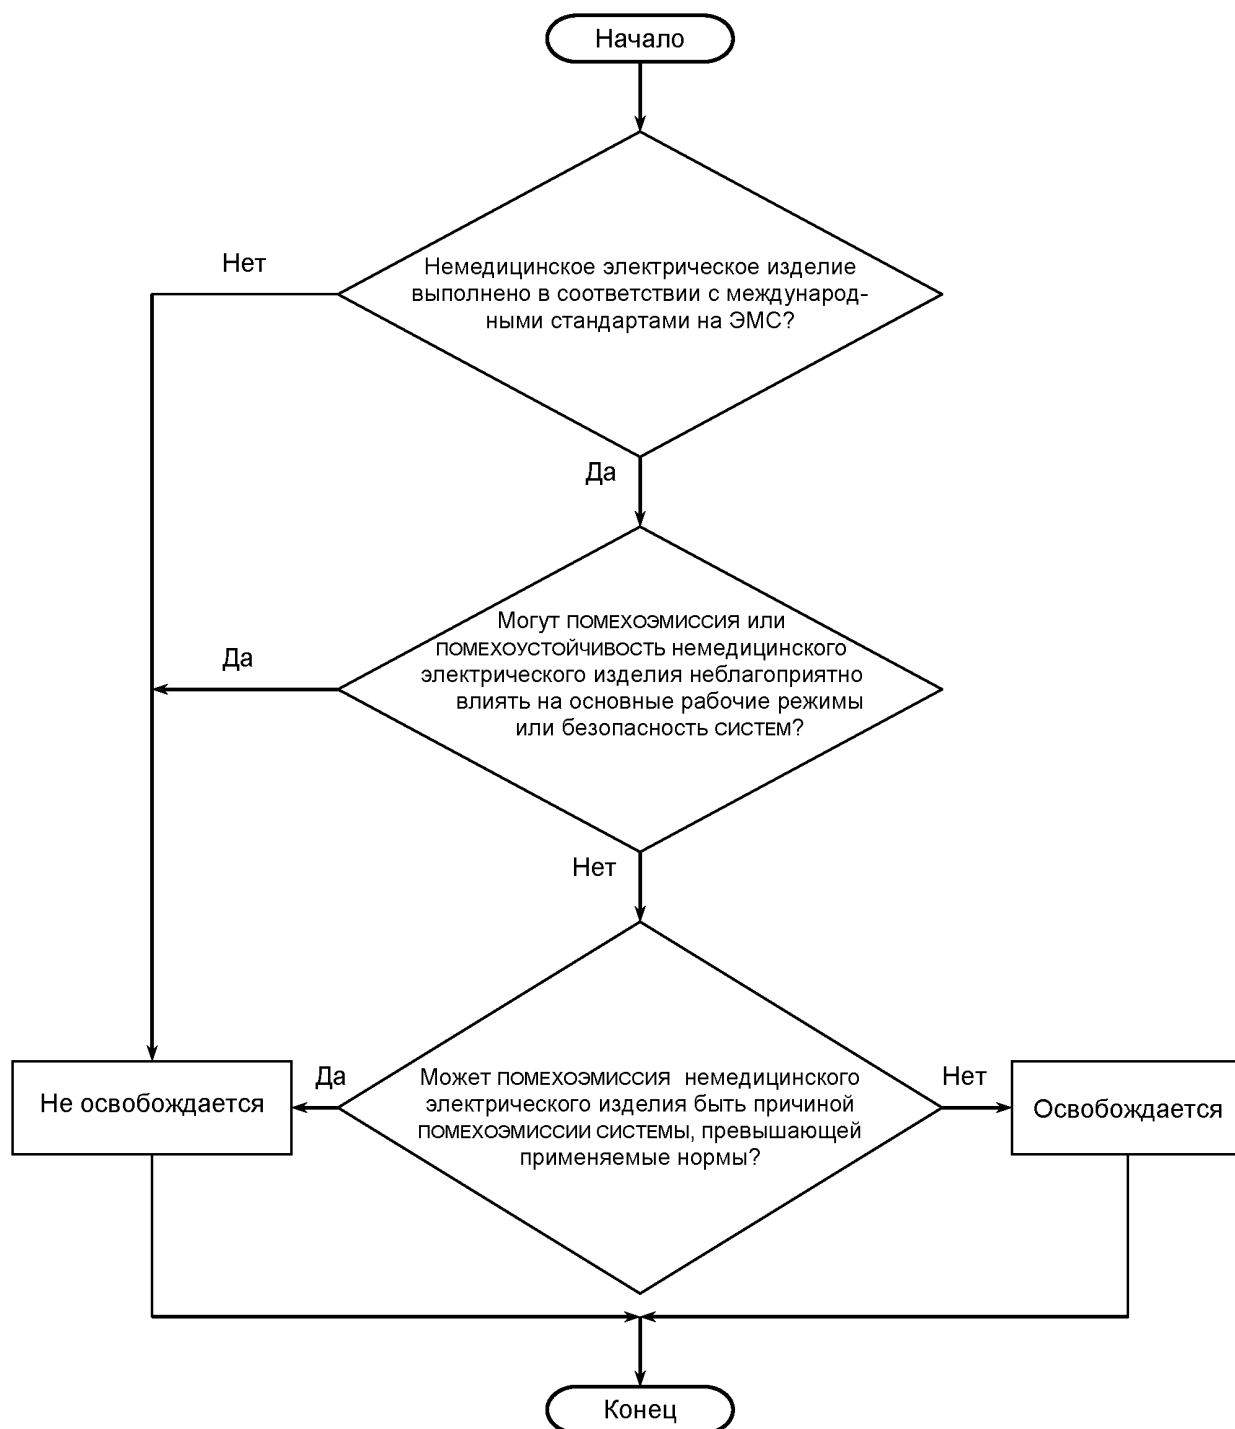 Начало
Нет
Немедицинское электрическое изделие
выполнено в соответствии с международ-
ными стандартами на ЭМС?
Да
Да
Могут ПОМЕХОЭМИССИЯ или
ПОМЕХОУСТОЙЧИВОСТЬ немедицинского
электрического изделия неблагоприятно
влиять на основные рабочие режимы
или безопасность СИСТЕМ?
Нет
Не освобождается
Да
Может ПОМЕХОЭМИССИЯ немедицинского
электрического изделия быть причиной
ПОМЕХОЭМИССИИ СИСТЕМЫ, превышающей
применяемые нормы?
Нет
Освобождается
Конец